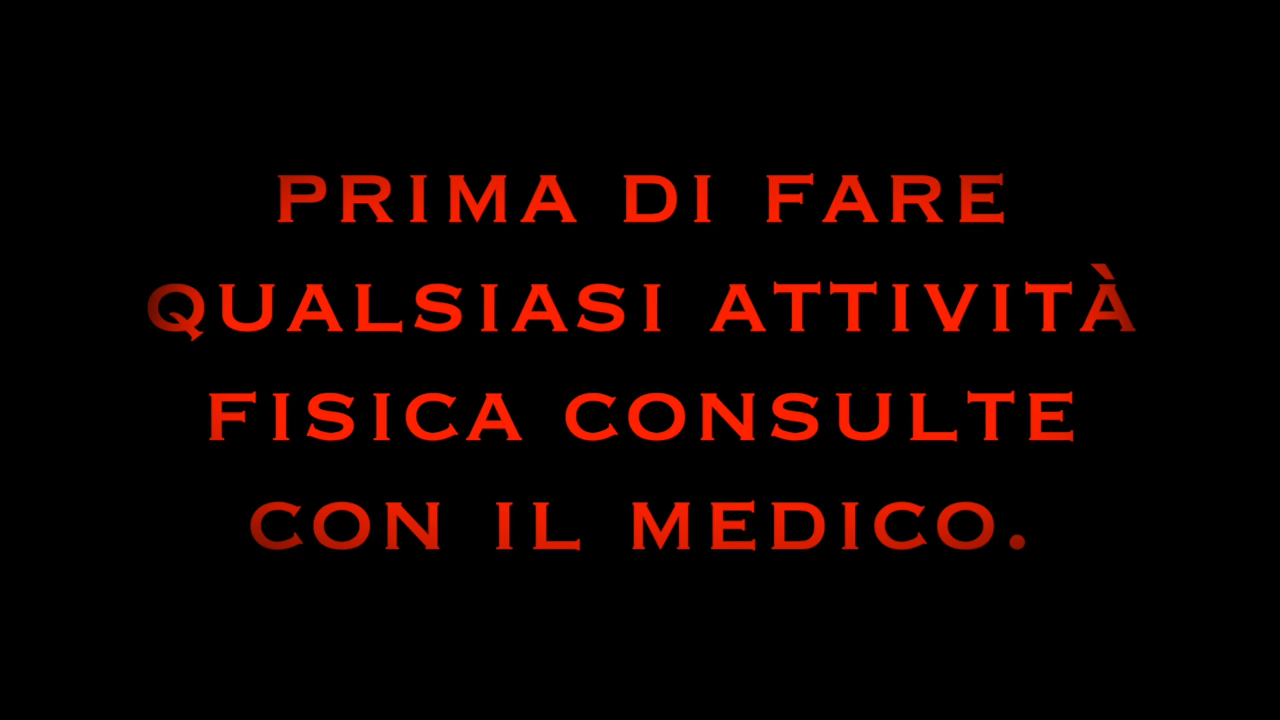 PRIMA DI FARE
QUALSIASI ATTIVITÀ
FISICA CONSULTE
CON IL MEDICO.